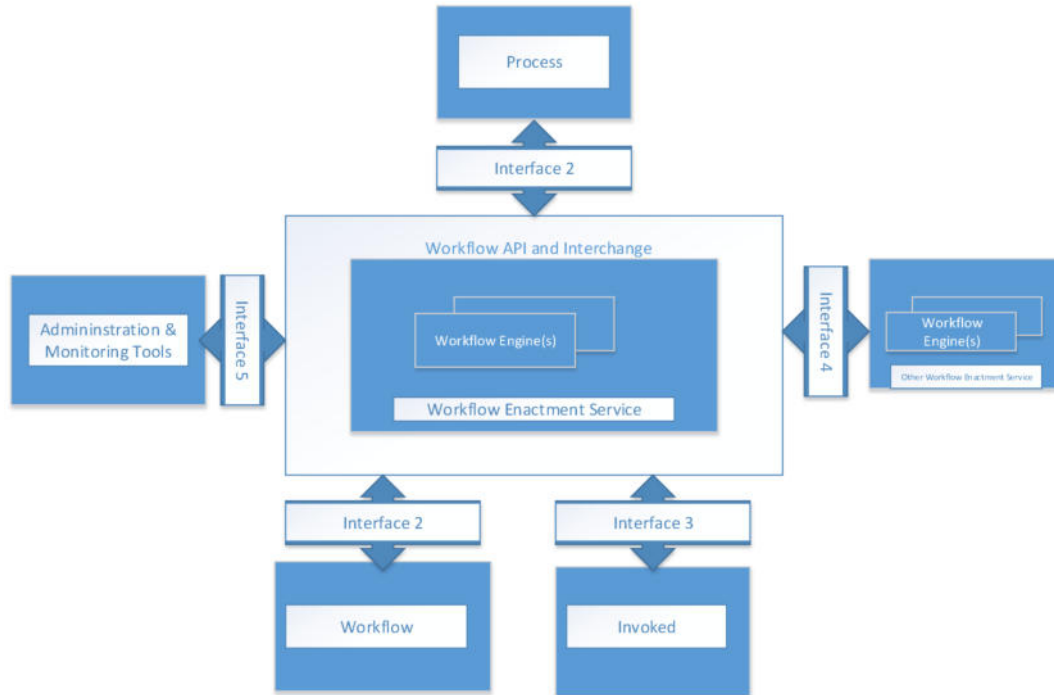 Process
Interface 2
Workflow API and Interchange
Admininstration &
Monitoring Tools
Interface 5
Workflow Engine(s)
Workflow Enactment Service
Interface 4
Workflow
Engine(s)
Other Workflow Enactment Service
Interface 2
Interface 3
Workflow
Invoked